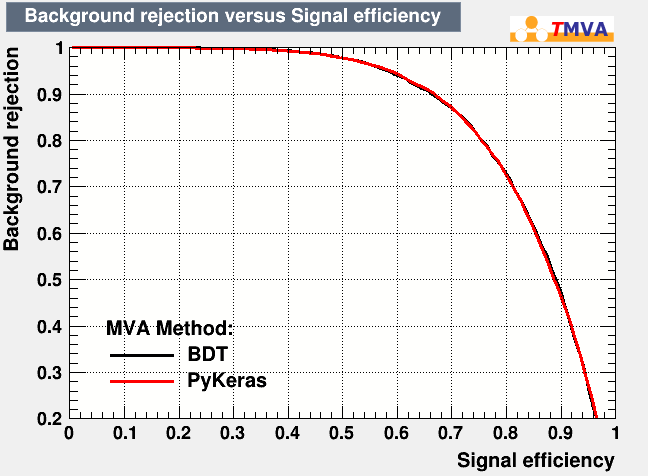 Background rejection versus Signal efficiency
TMVA
Background rejection
1
0.9
0.8
0.7
0.6
0.5
0.4
0.3
0.2
MVA Method:
BDT
PyKeras
0 0.1 0.2 0.3 0.4 0.5 0.6 0.7 0.8 0.9 1
Signal efficiency